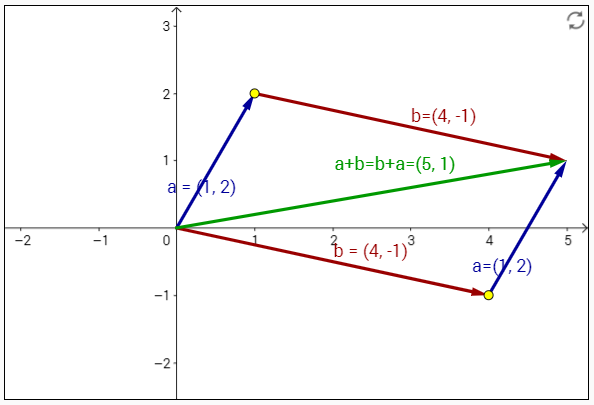 3
2
b=(4, -1)
1
a+b=b+a=(5, 1)
a = (1, 2)
−2
−1
0
1
2
3
4
5
b = (4, -1)
a=(1, 2)
−1
−2